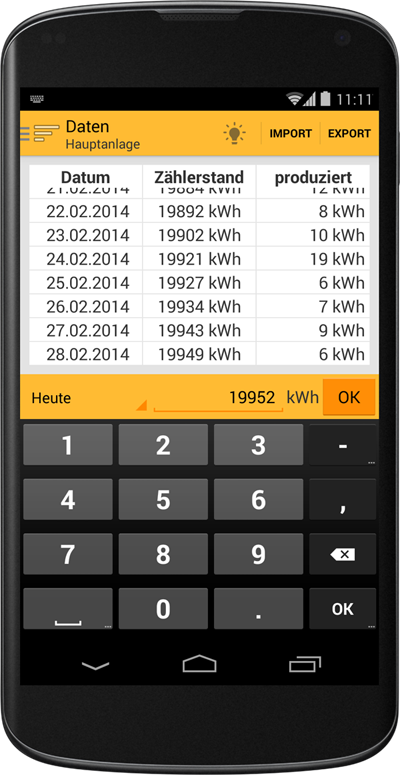 11:11
Daten
Hauptanlage
IMPORT EXPORT
Datum Zählerstand produziert
21.02.2014 19884 kWh 12 kWh
22.02.2014 19892 kWh 8 kWh
23.02.2014 19902 kWh 10 kWh
24.02.2014 19921 kWh 19 kWh
25.02.2014 19927 kWh 6 kWh
26.02.2014 19934 kWh 7 kWh
27.02.2014 19943 kWh 9 kWh
28.02.2014 19949 kWh 6 kWh
Heute 19952 kWh OK
1 2 3 -
4 5 6 ,
7 8 9
0 . OK